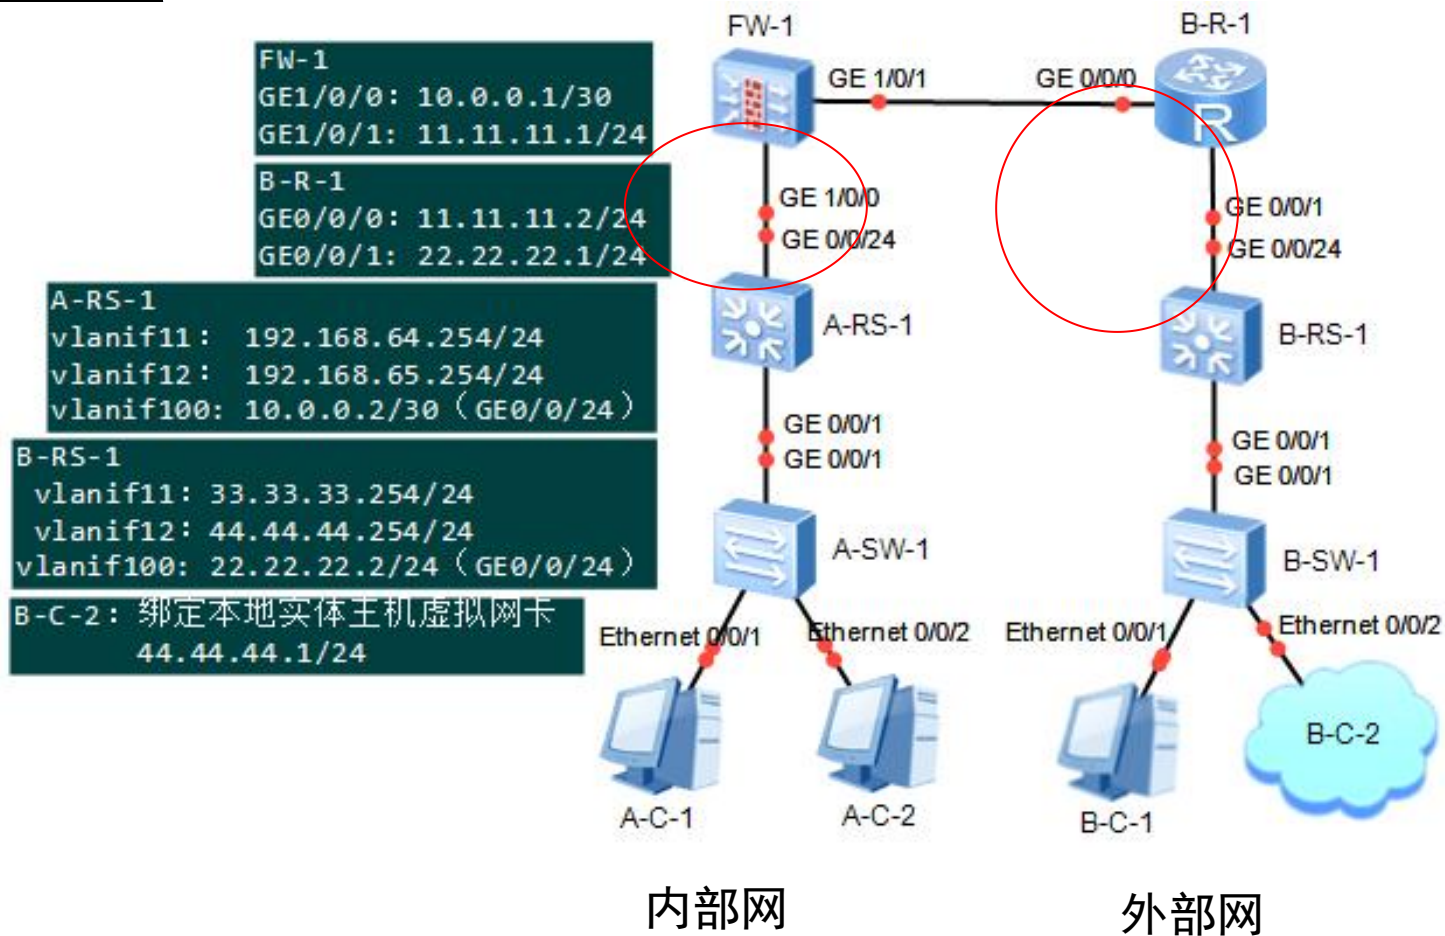 FW-1
GE1/0/0: 10.0.0.1/30
GE1/0/1: 11.11.11.1/24
B-R-1
GE0/0/0: 11.11.11.2/24
GE0/0/1: 22.22.22.1/24
A-RS-1
vlanif11: 192.168.64.254/24
vlanif12: 192.168.65.254/24
vlanif100: 10.0.0.2/30（GE0/0/24）
B-RS-1
vlanif11: 33.33.33.254/24
vlanif12: 44.44.44.254/24
vlanif100: 22.22.22.2/24（GE0/0/24）
B-C-2: 绑定本地实体主机虚拟网卡
44.44.44.1/24
FW-1
B-R-1
GE 1/0/1
GE 0/0/0
GE 1/0/0
GE 0/0/24
GE 0/0/1
GE 0/0/24
A-RS-1
B-RS-1
GE 0/0/1
GE 0/0/1
GE 0/0/1
GE 0/0/1
A-SW-1
B-SW-1
Ethernet 0/0/1
Ethernet 0/0/2
Ethernet 0/0/1
Ethernet 0/0/2
A-C-1
A-C-2
B-C-1
B-C-2
内部网
外部网